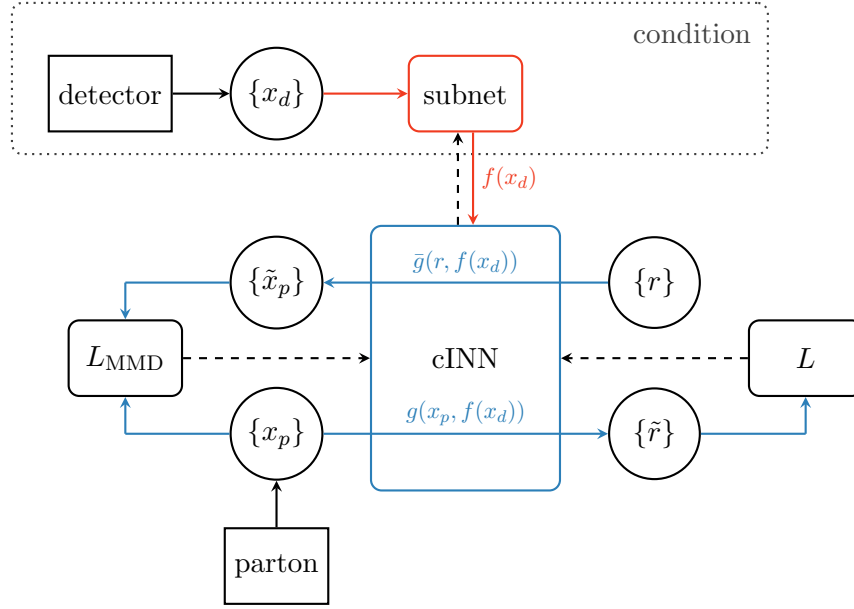 condition
detector
{x_d}
subnet
f(x_d)
ḡ(r, f(x_d))
{x̃_p}
{r}
L_MMD
cINN
L
g(x_p, f(x_d))
{x_p}
{r̃}
parton